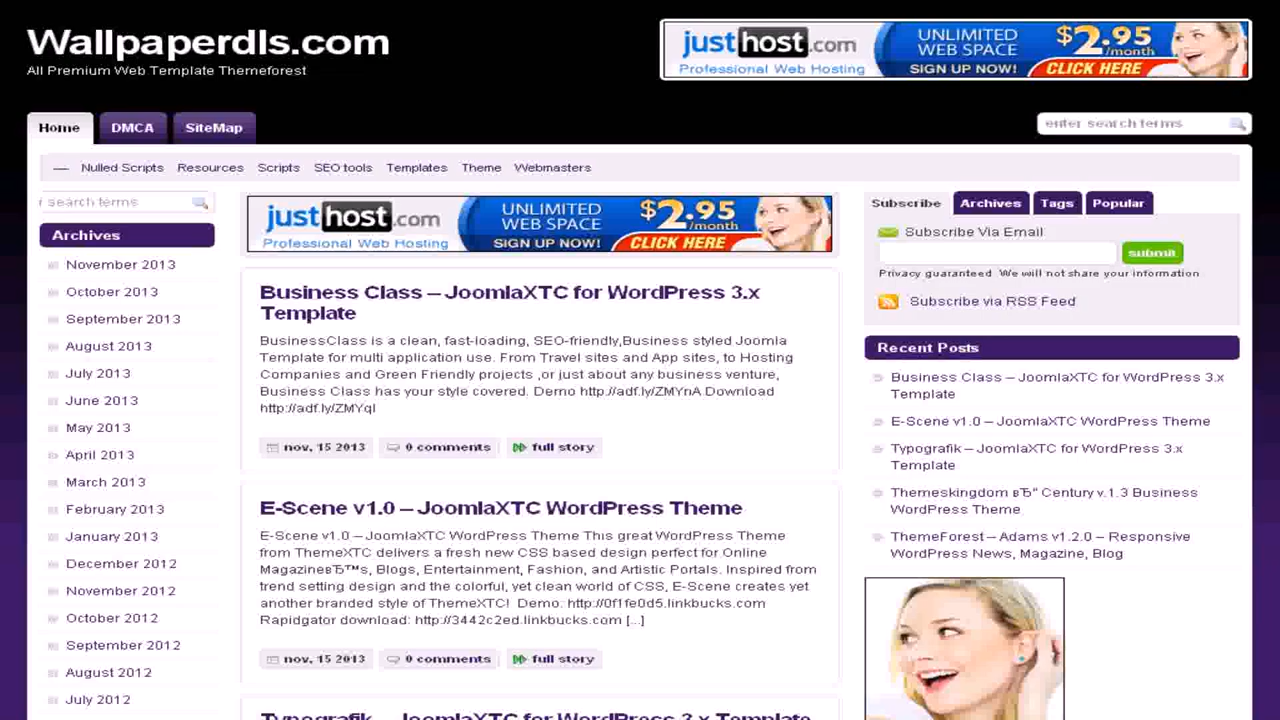 Wallpaperdls.com
All Premium Web Template Themeforest
justhost.com
Professional Web Hosting
UNLIMITED
WEB SPACE
SIGN UP NOW!
$2.95
/month
CLICK HERE
Home
DMCA
SiteMap
enter search terms
— Nulled Scripts Resources Scripts SEO tools Templates Theme Webmasters
search terms
Archives
November 2013
October 2013
September 2013
August 2013
July 2013
June 2013
May 2013
April 2013
March 2013
February 2013
January 2013
December 2012
November 2012
October 2012
September 2012
August 2012
July 2012
justhost.com
Professional Web Hosting
UNLIMITED
WEB SPACE
SIGN UP NOW!
$2.95
/month
CLICK HERE
Business Class – JoomlaXTC for WordPress 3.x
Template
BusinessClass is a clean, fast-loading, SEO-friendly,Business styled Joomla
Template for multi application use. From Travel sites and App sites, to Hosting
Companies and Green Friendly projects ,or just about any business venture,
Business Class has your style covered. Demo http://adf.ly/ZMYnA Download
http://adf.ly/ZMYql
nov, 15 2013 0 comments full story
E-Scene v1.0 – JoomlaXTC WordPress Theme
E-Scene v1.0 – JoomlaXTC WordPress Theme This great WordPress Theme
from ThemeXTC delivers a fresh new CSS based design perfect for Online
MagazineвЂ™s, Blogs, Entertainment, Fashion, and Artistic Portals. Inspired from
trend setting design and the colorful, yet clean world of CSS, E-Scene creates yet
another branded style of ThemeXTC! Demo: http://0f1fe0d5.linkbucks.com
Rapidgator download: http://3442c2ed.linkbucks.com [...]
nov, 15 2013 0 comments full story
Typografik – JoomlaXTC for WordPress 3.x Template
Subscribe
Archives
Tags
Popular
Subscribe Via Email
submit
Privacy guaranteed. We will not share your information.
Subscribe via RSS Feed
Recent Posts
Business Class – JoomlaXTC for WordPress 3.x
Template
E-Scene v1.0 – JoomlaXTC WordPress Theme
Typografik – JoomlaXTC for WordPress 3.x
Template
Themeskingdom вЂ“ Century v.1.3 Business
WordPress Theme
ThemeForest – Adams v1.2.0 – Responsive
WordPress News, Magazine, Blog